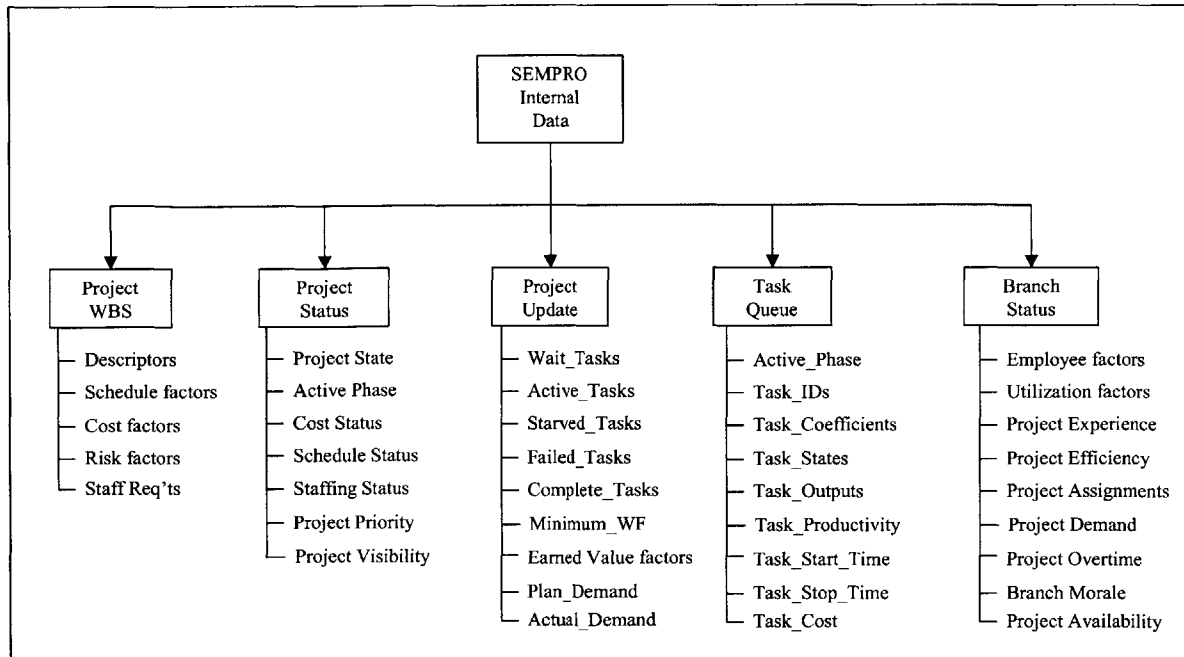 SEMPRO
Internal
Data
Project
WBS
Descriptors
Schedule factors
Cost factors
Risk factors
Staff Req'ts
Project
Status
Project State
Active Phase
Cost Status
Schedule Status
Staffing Status
Project Priority
Project Visibility
Project
Update
Wait_Tasks
Active_Tasks
Starved_Tasks
Failed_Tasks
Complete_Tasks
Minimum_WF
Earned Value factors
Plan_Demand
Actual_Demand
Task
Queue
Active_Phase
Task_IDs
Task_Coefficients
Task_States
Task_Outputs
Task_Productivity
Task_Start_Time
Task_Stop_Time
Task_Cost
Branch
Status
Employee factors
Utilization factors
Project Experience
Project Efficiency
Project Assignments
Project Demand
Project Overtime
Branch Morale
Project Availability